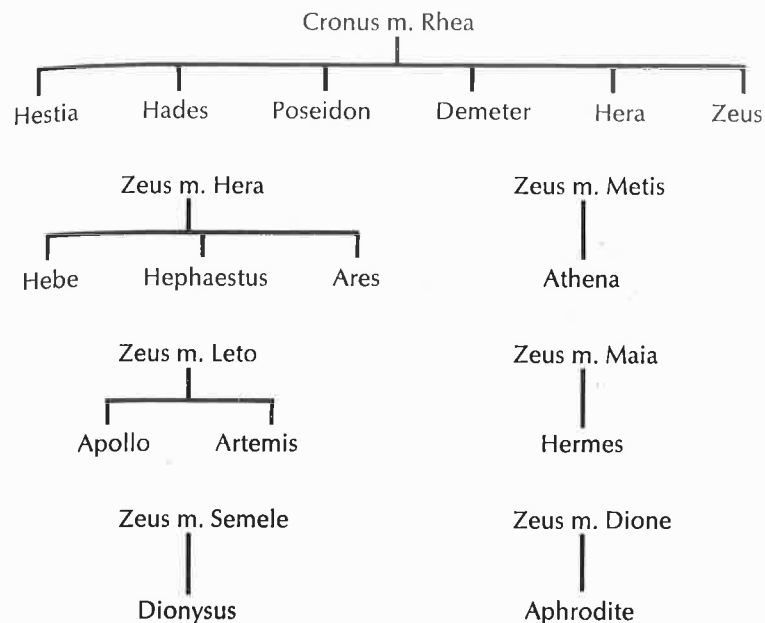 Cronus m. Rhea
Hestia Hades Poseidon Demeter Hera Zeus
Zeus m. Hera
Hebe Hephaestus Ares
Zeus m. Metis
Athena
Zeus m. Leto
Apollo Artemis
Zeus m. Maia
Hermes
Zeus m. Semele
Dionysus
Zeus m. Dione
Aphrodite